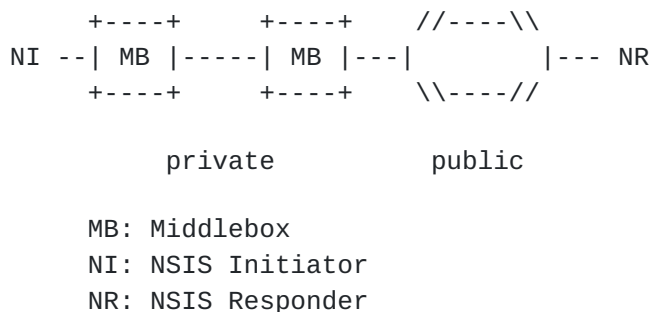 +----+     +----+    //----\\
NI --| MB |-----| MB |---|        |--- NR
+----+     +----+    \\----//
private          public
MB: Middlebox
NI: NSIS Initiator
NR: NSIS Responder